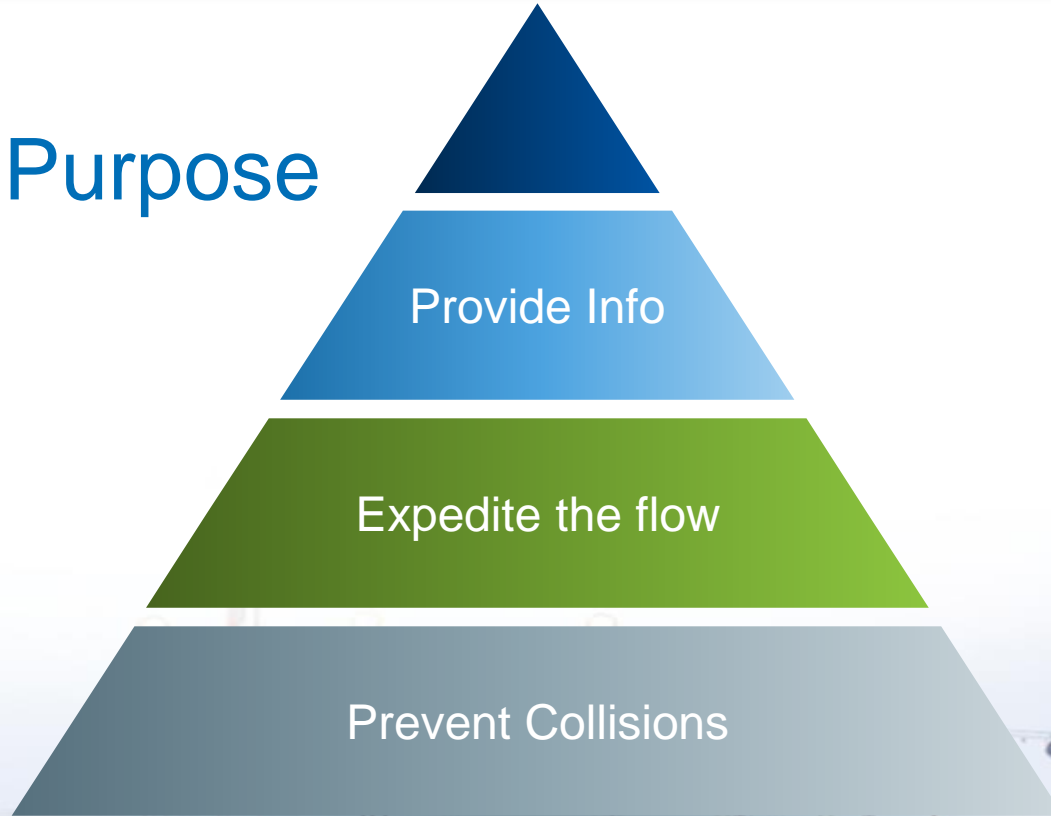 Purpose
Provide Info
Expedite the flow
Prevent Collisions